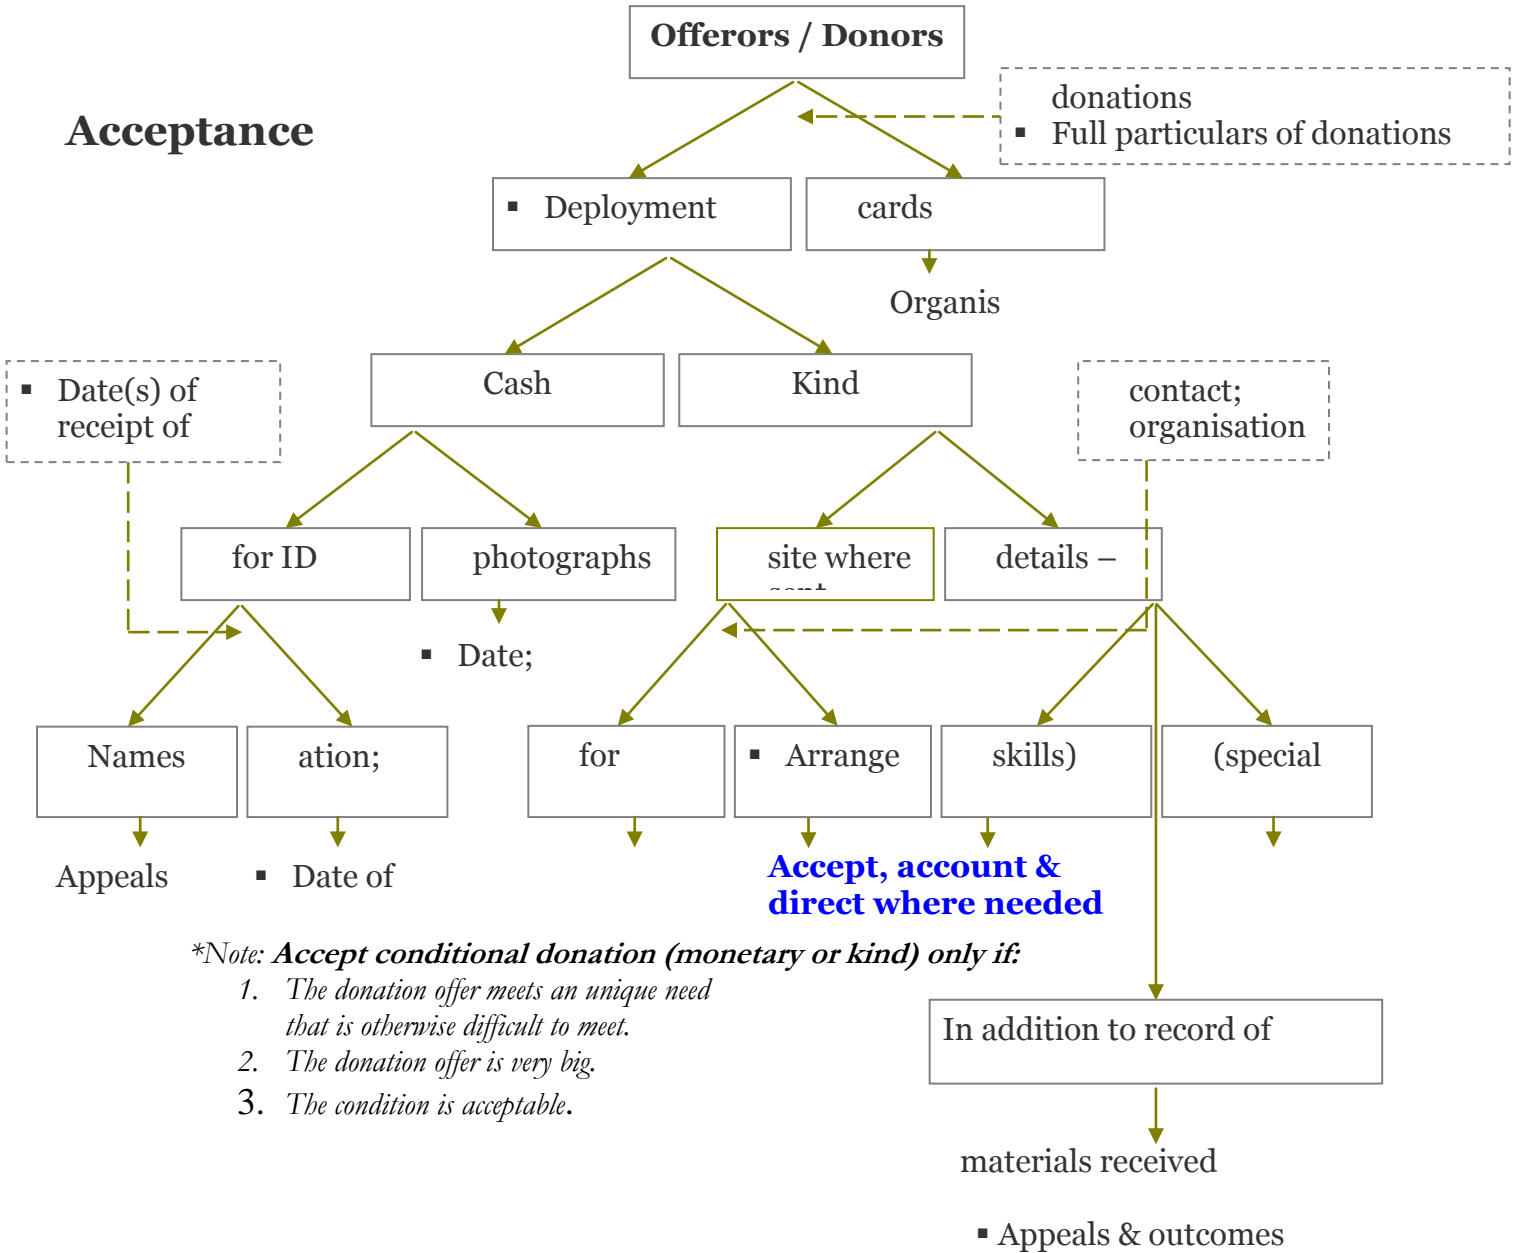 Offerors / Donors
donations
▪ Full particulars of donations
Acceptance
▪ Deployment
cards
Organis
Cash
Kind
▪ Date(s) of
receipt of
contact;
organisation
for ID
photographs
site where
details –
▪ Date;
Names
ation;
for
▪ Arrange
skills)
(special
Appeals
▪ Date of
Accept, account &
direct where needed
*Note: Accept conditional donation (monetary or kind) only if:
1. The donation offer meets an unique need
that is otherwise difficult to meet.
2. The donation offer is very big.
3. The condition is acceptable.
In addition to record of
materials received
▪ Appeals & outcomes